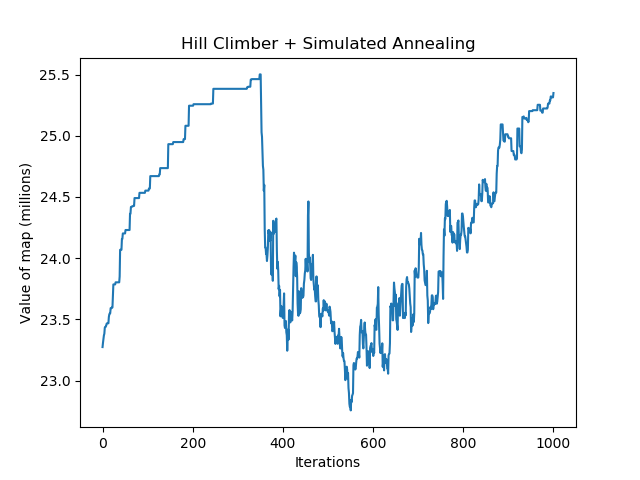 Hill Climber + Simulated Annealing
25.5
25.0
24.5
24.0
23.5
23.0
Value of map (millions)
0 200 400 600 800 1000
Iterations